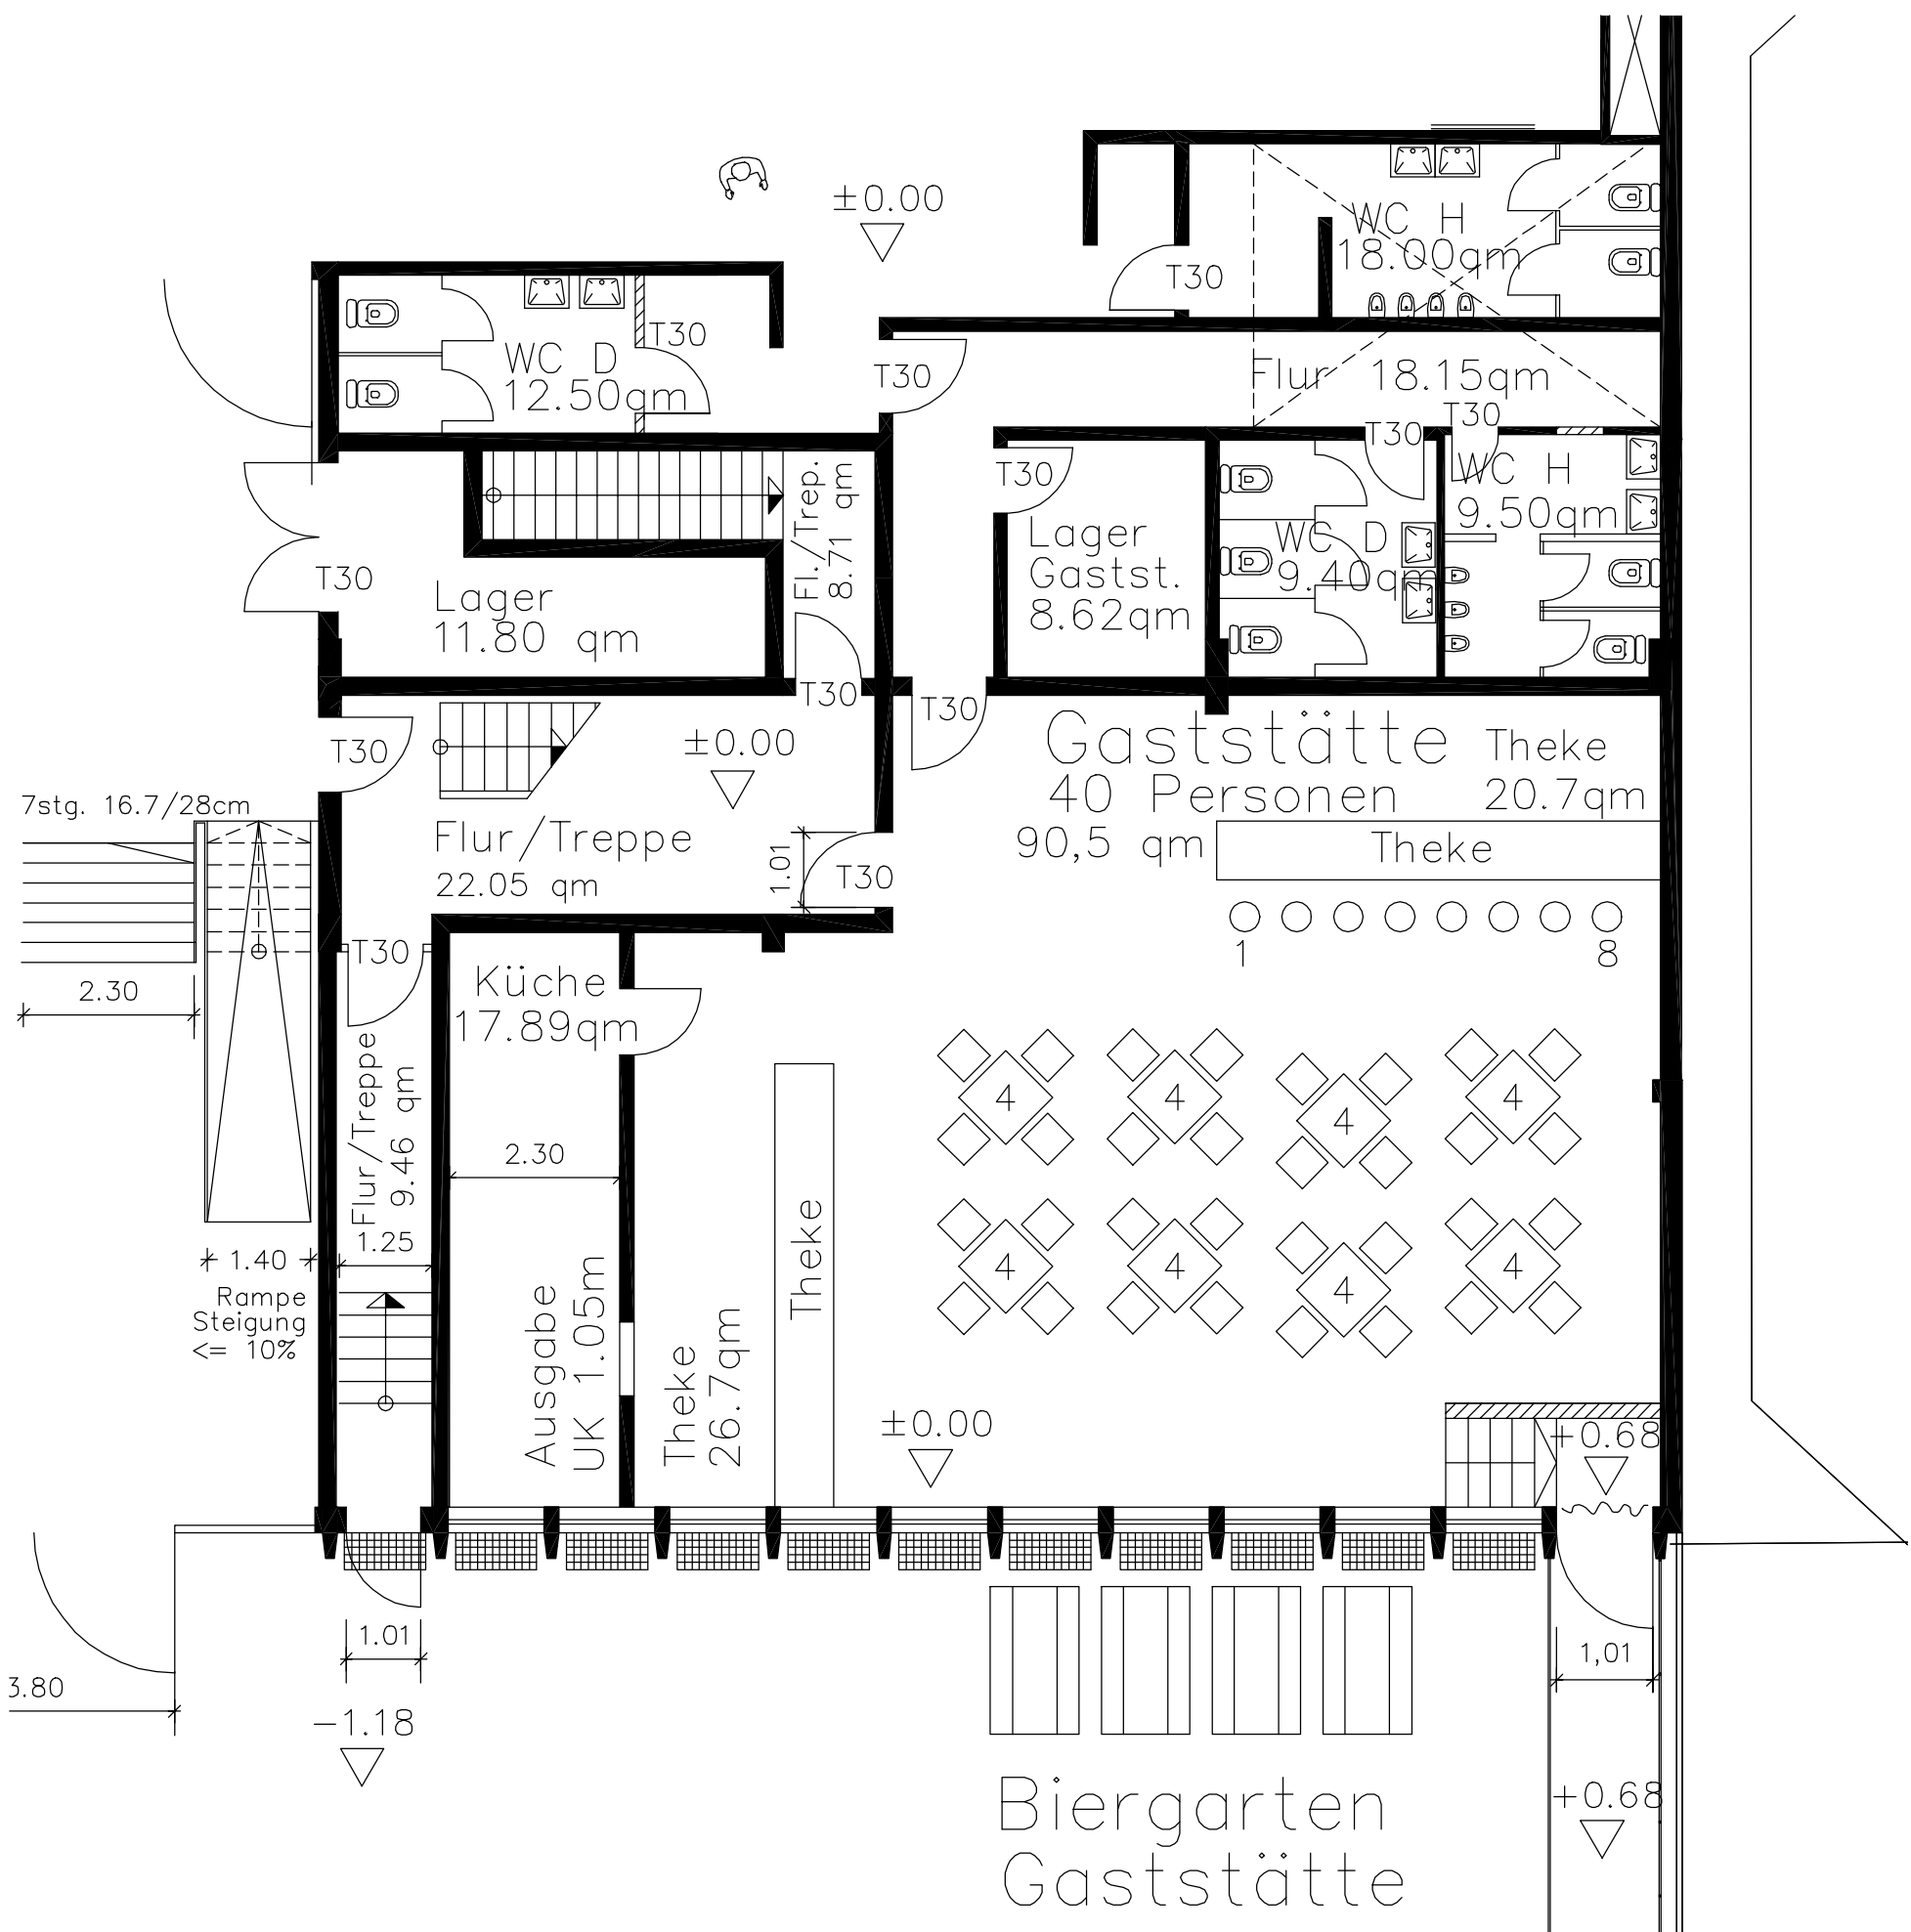 ±0.00
WC H
18.00qm
T30
T30
WC D
12.50qm
T30
Flur 18.15qm
T30
T30
T30
WC H
9.50qm
Fl./Trep.
8.71 qm
Lager
Gastst.
8.62qm
WC D
9.40qm
T30
Lager
11.80 qm
T30
T30
T30
±0.00
Gaststätte
40 Personen
90,5 qm
Theke
20.7qm
Theke
7stg. 16.7/28cm
Flur/Treppe
22.05 qm
1.01
T30
1
8
T30
2.30
Küche
17.89qm
Flur/Treppe
9.46 qm
4
4
4
4
2.30
Theke
1.40
1.25
Rampe
Steigung
<= 10%
4
4
4
4
Ausgabe
UK 1.05m
Theke
26.7qm
±0.00
+0.68
1.01
1,01
3.80
-1.18
Biergarten
Gaststätte
+0.68